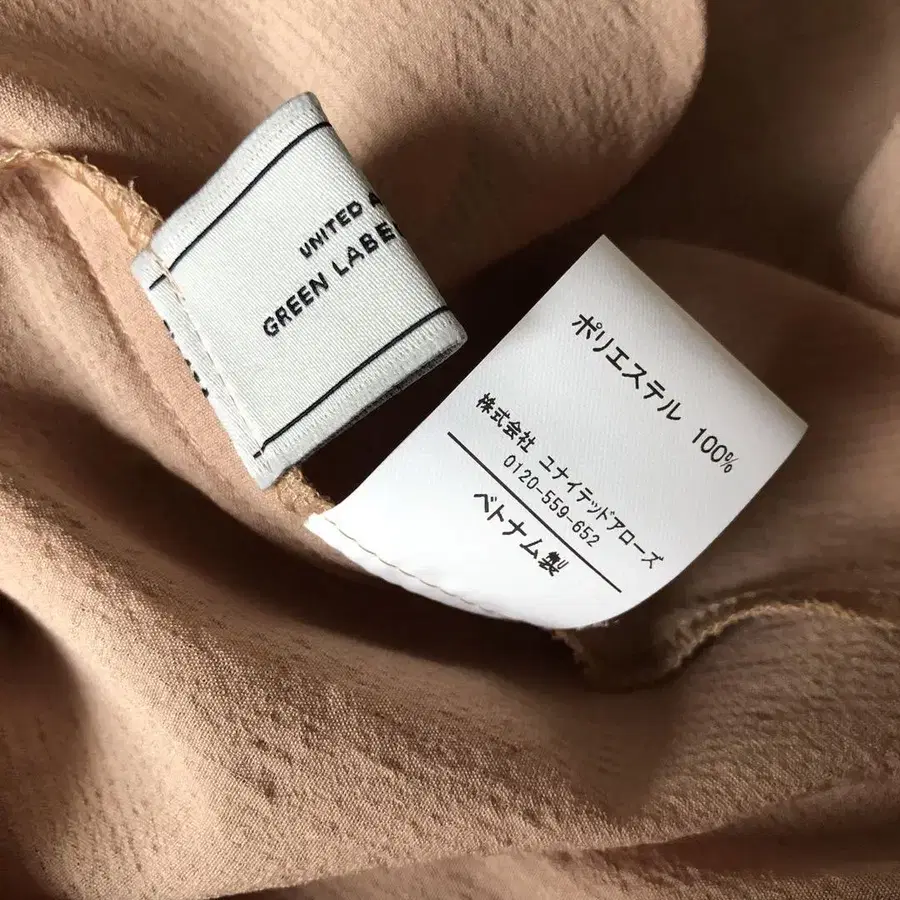 UNITED A
GREEN LABEL
ポリエステル 100%
株式会社 ユナイテッドアローズ
0120-559-652
ベトナム製